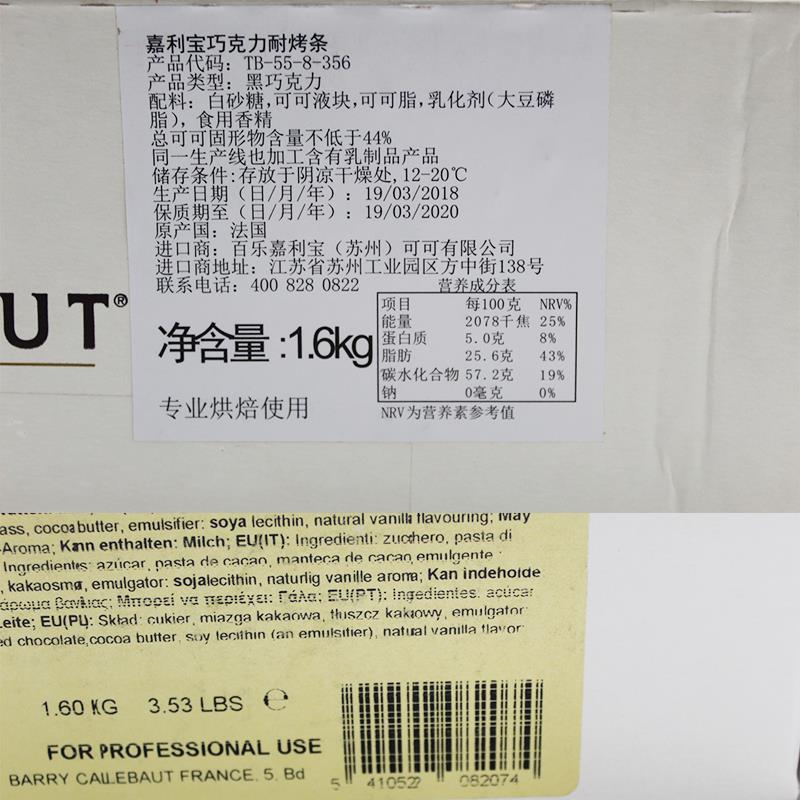 嘉利宝巧克力耐烤条
产品代码：TB-55-8-356
产品类型：黑巧克力
配料：白砂糖,可可液块,可可脂,乳化剂(大豆磷
脂)，食用香精
总可可固形物含量不低于44%
同一生产线也加工含有乳制品产品
储存条件:存放于阴凉干燥处,12-20℃
生产日期（日/月/年）：19/03/2018
保质期至（日/月/年）：19/03/2020
原产国：法国
进口商：百乐嘉利宝（苏州）可可有限公司
进口商地址：江苏省苏州工业园区方中街138号
联系电话：400 828 0822
营养成分表
项目 每100克 NRV%
能量 2078千焦 25%
蛋白质 5.0克 8%
脂肪 25.6克 43%
碳水化合物 57.2克 19%
钠 0毫克 0%
NRV为营养素参考值
净含量:1.6kg
专业烘焙使用
UT®
ass, cocoa butter, emulsifier: soya lecithin, natural vanilla flavouring; May
-Aroma; Kann enthalten: Milch; EU(IT): Ingredienti: zucchero, pasta di
Ingredientes: azúcar, pasta de cacao, manteca de cacao, emulgente
, kakaosmø, emulgator: sojalecithin, naturlig vanille aroma; Kan indeholde
άρωμα βανίλιας; Μπορεί να περιέχει: Γάλα; EU(PT): Ingredientes: açúcar
Leite; EU(PL): Skład: cukier, miazga kakaowa, tłuszcz kakaowy, emulgator:
ed chocolate, cocoa butter, soy lecithin (an emulsifier), natural vanilla flavor
1.60 KG 3.53 LBS ℮
FOR PROFESSIONAL USE
BARRY CALLEBAUT FRANCE. 5. Bd
5 410522 082074